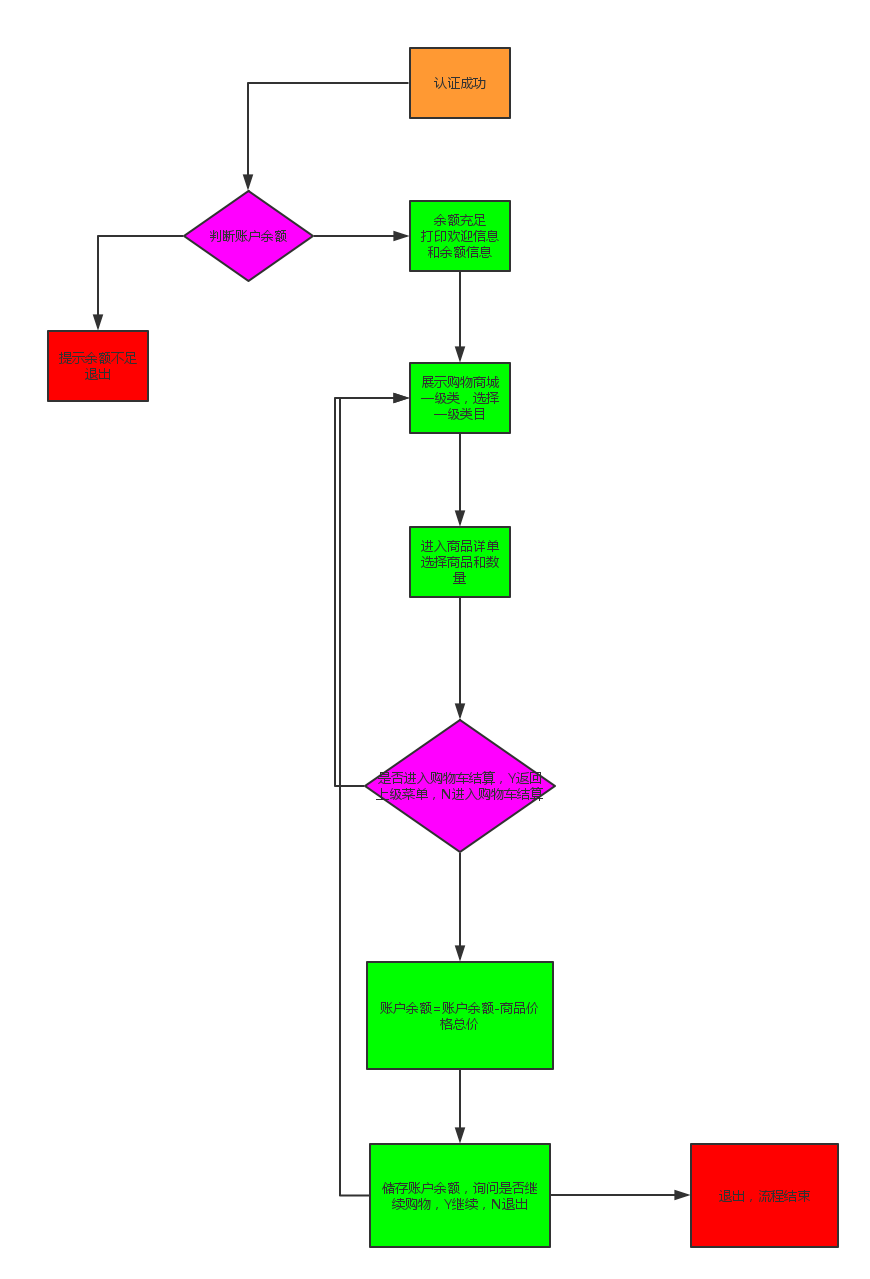 认证成功
判断账户余额
余额充足
打印欢迎信息
和余额信息
提示余额不足
退出
展示购物商城
一级类，选择
一级类目
进入商品详单
选择商品和数
量
是否进入购物车结算，Y返回
上级菜单，N进入购物车结算
账户余额=账户余额-商品价
格总价
储存账户余额，询问是否继
续购物，Y继续，N退出
退出，流程结束